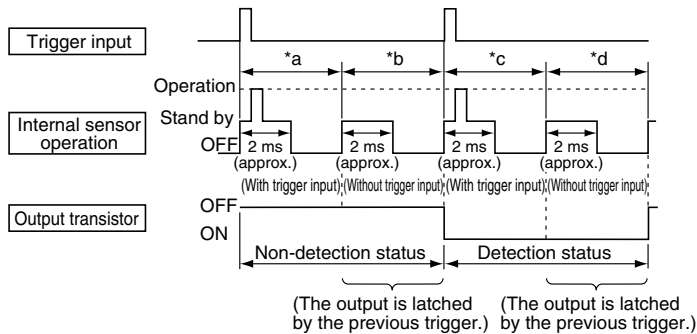 Trigger input
*a *b *c *d
Operation
Stand by
Internal sensor
operation
OFF
2 ms 2 ms 2 ms 2 ms
(approx.) (approx.) (approx.) (approx.)
(With trigger input) (Without trigger input) (With trigger input) (Without trigger input)
Output transistor
OFF
ON
Non-detection status Detection status
(The output is latched (The output is latched
by the previous trigger.) by the previous trigger.)